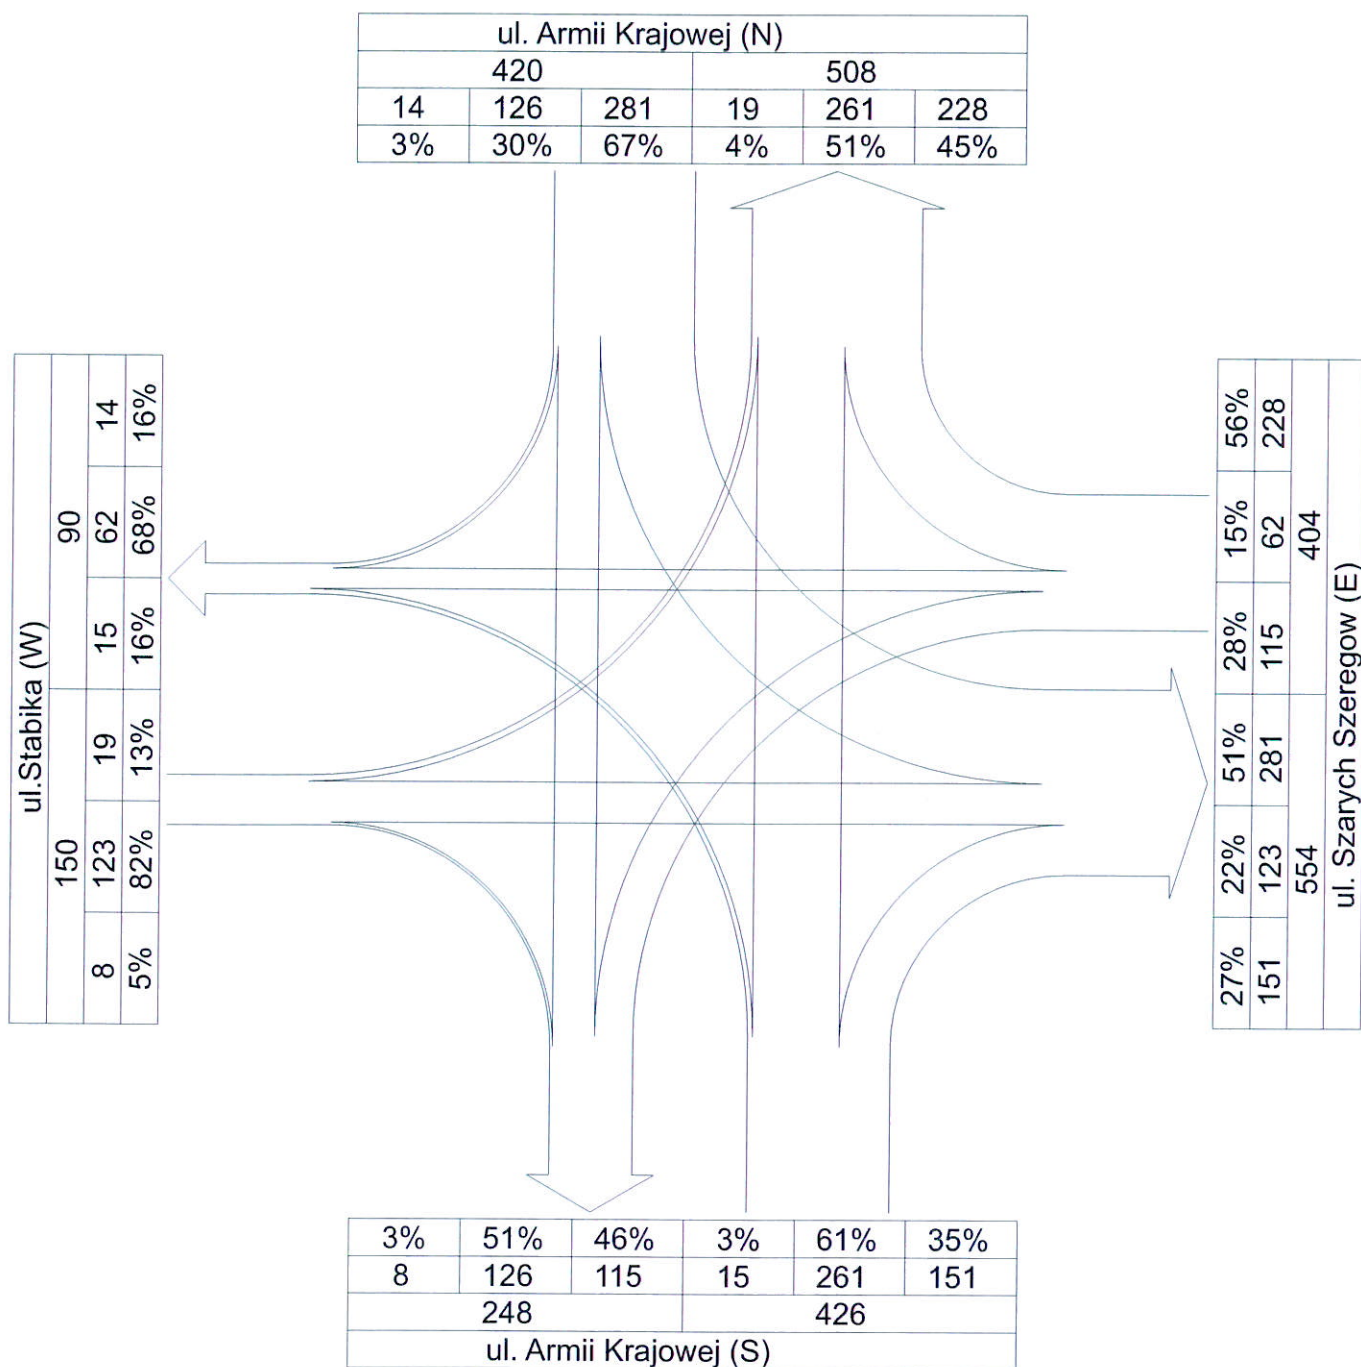 ul. Armii Krajowej (N)
420 508
14 126 281 19 261 228
3% 30% 67% 4% 51% 45%
ul.Stabika (W)
150 90
8 123 19 15 62 14
5% 82% 13% 16% 68% 16%
56% 15% 28% 51% 22% 27%
228 62 115 281 123 151
404 554
ul. Szarych Szeregow (E)
3% 51% 46% 3% 61% 35%
8 126 115 15 261 151
248 426
ul. Armii Krajowej (S)